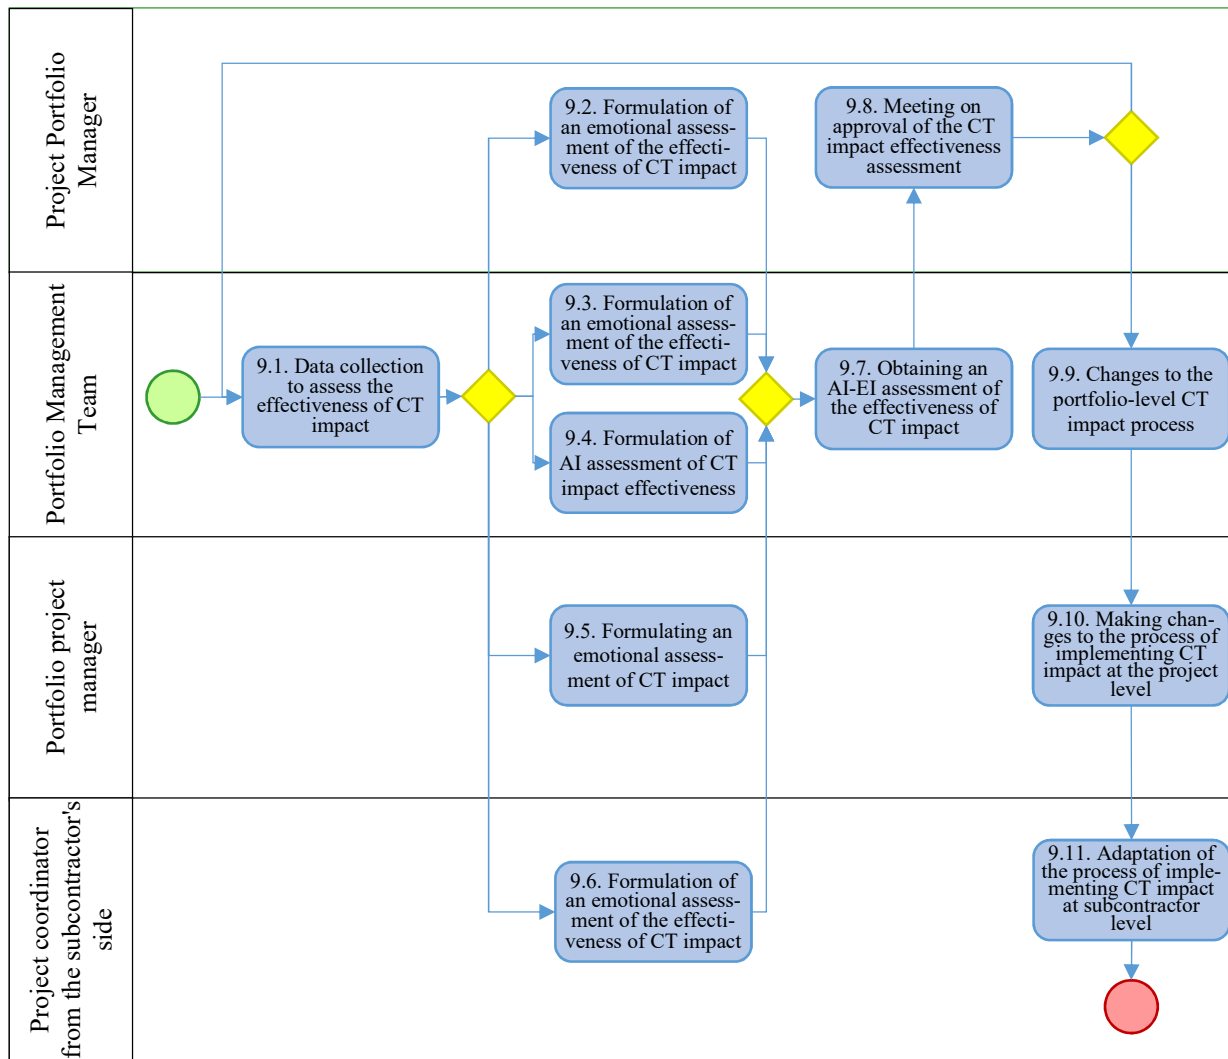 Project Portfolio
Manager
9.2. Formulation of
an emotional assess-
ment of the effecti-
veness of CT impact
9.8. Meeting on
approval of the CT
impact effectiveness
assessment
Portfolio Management
Team
9.1. Data collection
to assess the
effectiveness of CT
impact
9.3. Formulation of
an emotional assess-
ment of the effecti-
veness of CT impact
9.4. Formulation of
AI assessment of CT
impact effectiveness
9.7. Obtaining an
AI-EI assessment of
the effectiveness of
CT impact
9.9. Changes to the
portfolio-level CT
impact process
Portfolio project
manager
9.5. Formulating an
emotional assess-
ment of CT impact
9.10. Making chan-
ges to the process of
implementing CT
impact at the project
level
Project coordinator
from the subcontractor's
side
9.6. Formulation of
an emotional assess-
ment of the effecti-
veness of CT impact
9.11. Adaptation of
the process of imple-
menting CT impact
at subcontractor
level